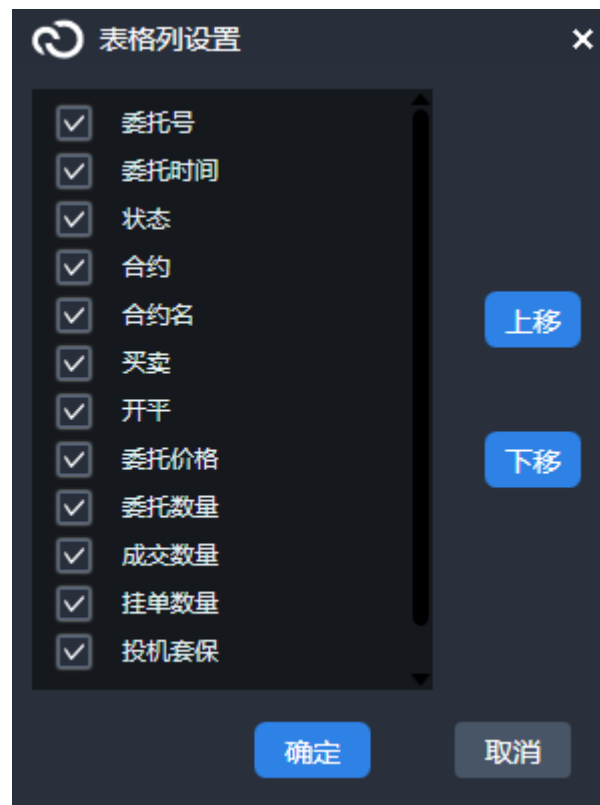 表格列设置
委托号
委托时间
状态
合约
合约名
买卖
开平
委托价格
委托数量
成交数量
挂单数量
投机套保
上移
下移
确定
取消